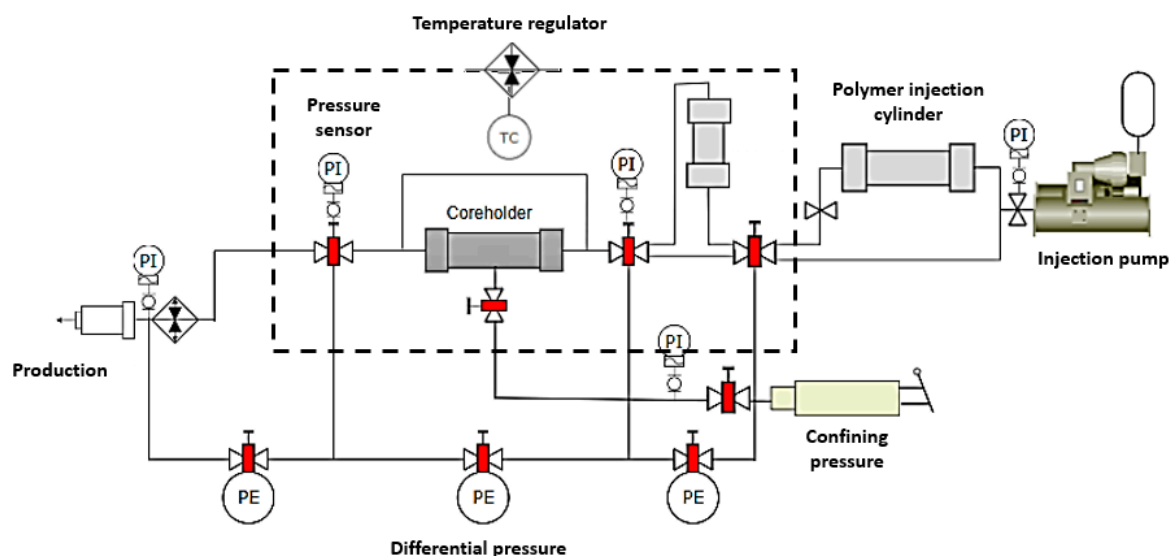 Temperature regulator
Pressure
sensor
TC
Polymer injection
cylinder
PI
PI
PI
Coreholder
PI
Injection pump
PI
Production
Confining
pressure
PE
PE
PE
Differential pressure